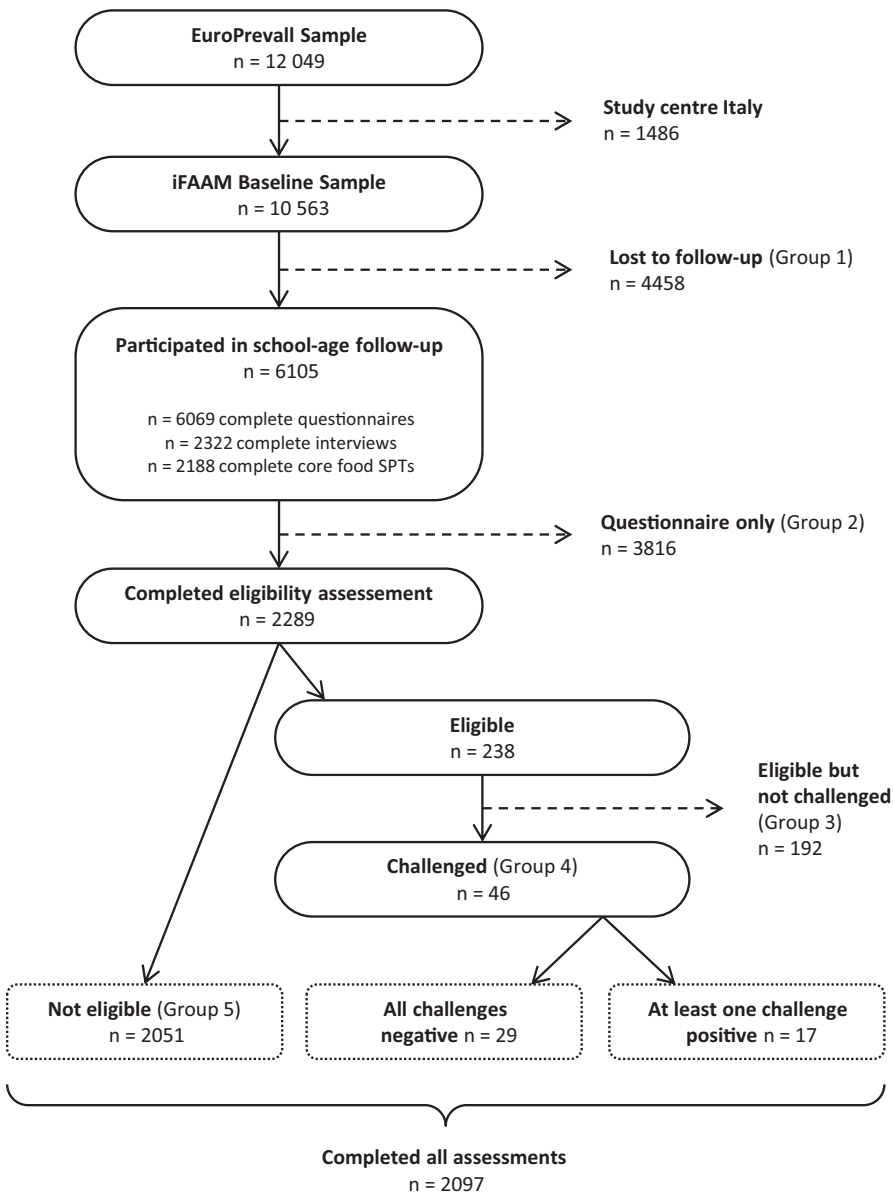 EuroPrevall Sample
n = 12 049
Study centre Italy
n = 1486
iFAAM Baseline Sample
n = 10 563
Lost to follow-up (Group 1)
n = 4458
Participated in school-age follow-up
n = 6105
n = 6069 complete questionnaires
n = 2322 complete interviews
n = 2188 complete core food SPTs
Questionnaire only (Group 2)
n = 3816
Completed eligibility assessement
n = 2289
Eligible
n = 238
Eligible but
not challenged
(Group 3)
n = 192
Challenged (Group 4)
n = 46
Not eligible (Group 5)
n = 2051
All challenges
negative n = 29
At least one challenge
positive n = 17
Completed all assessments
n = 2097